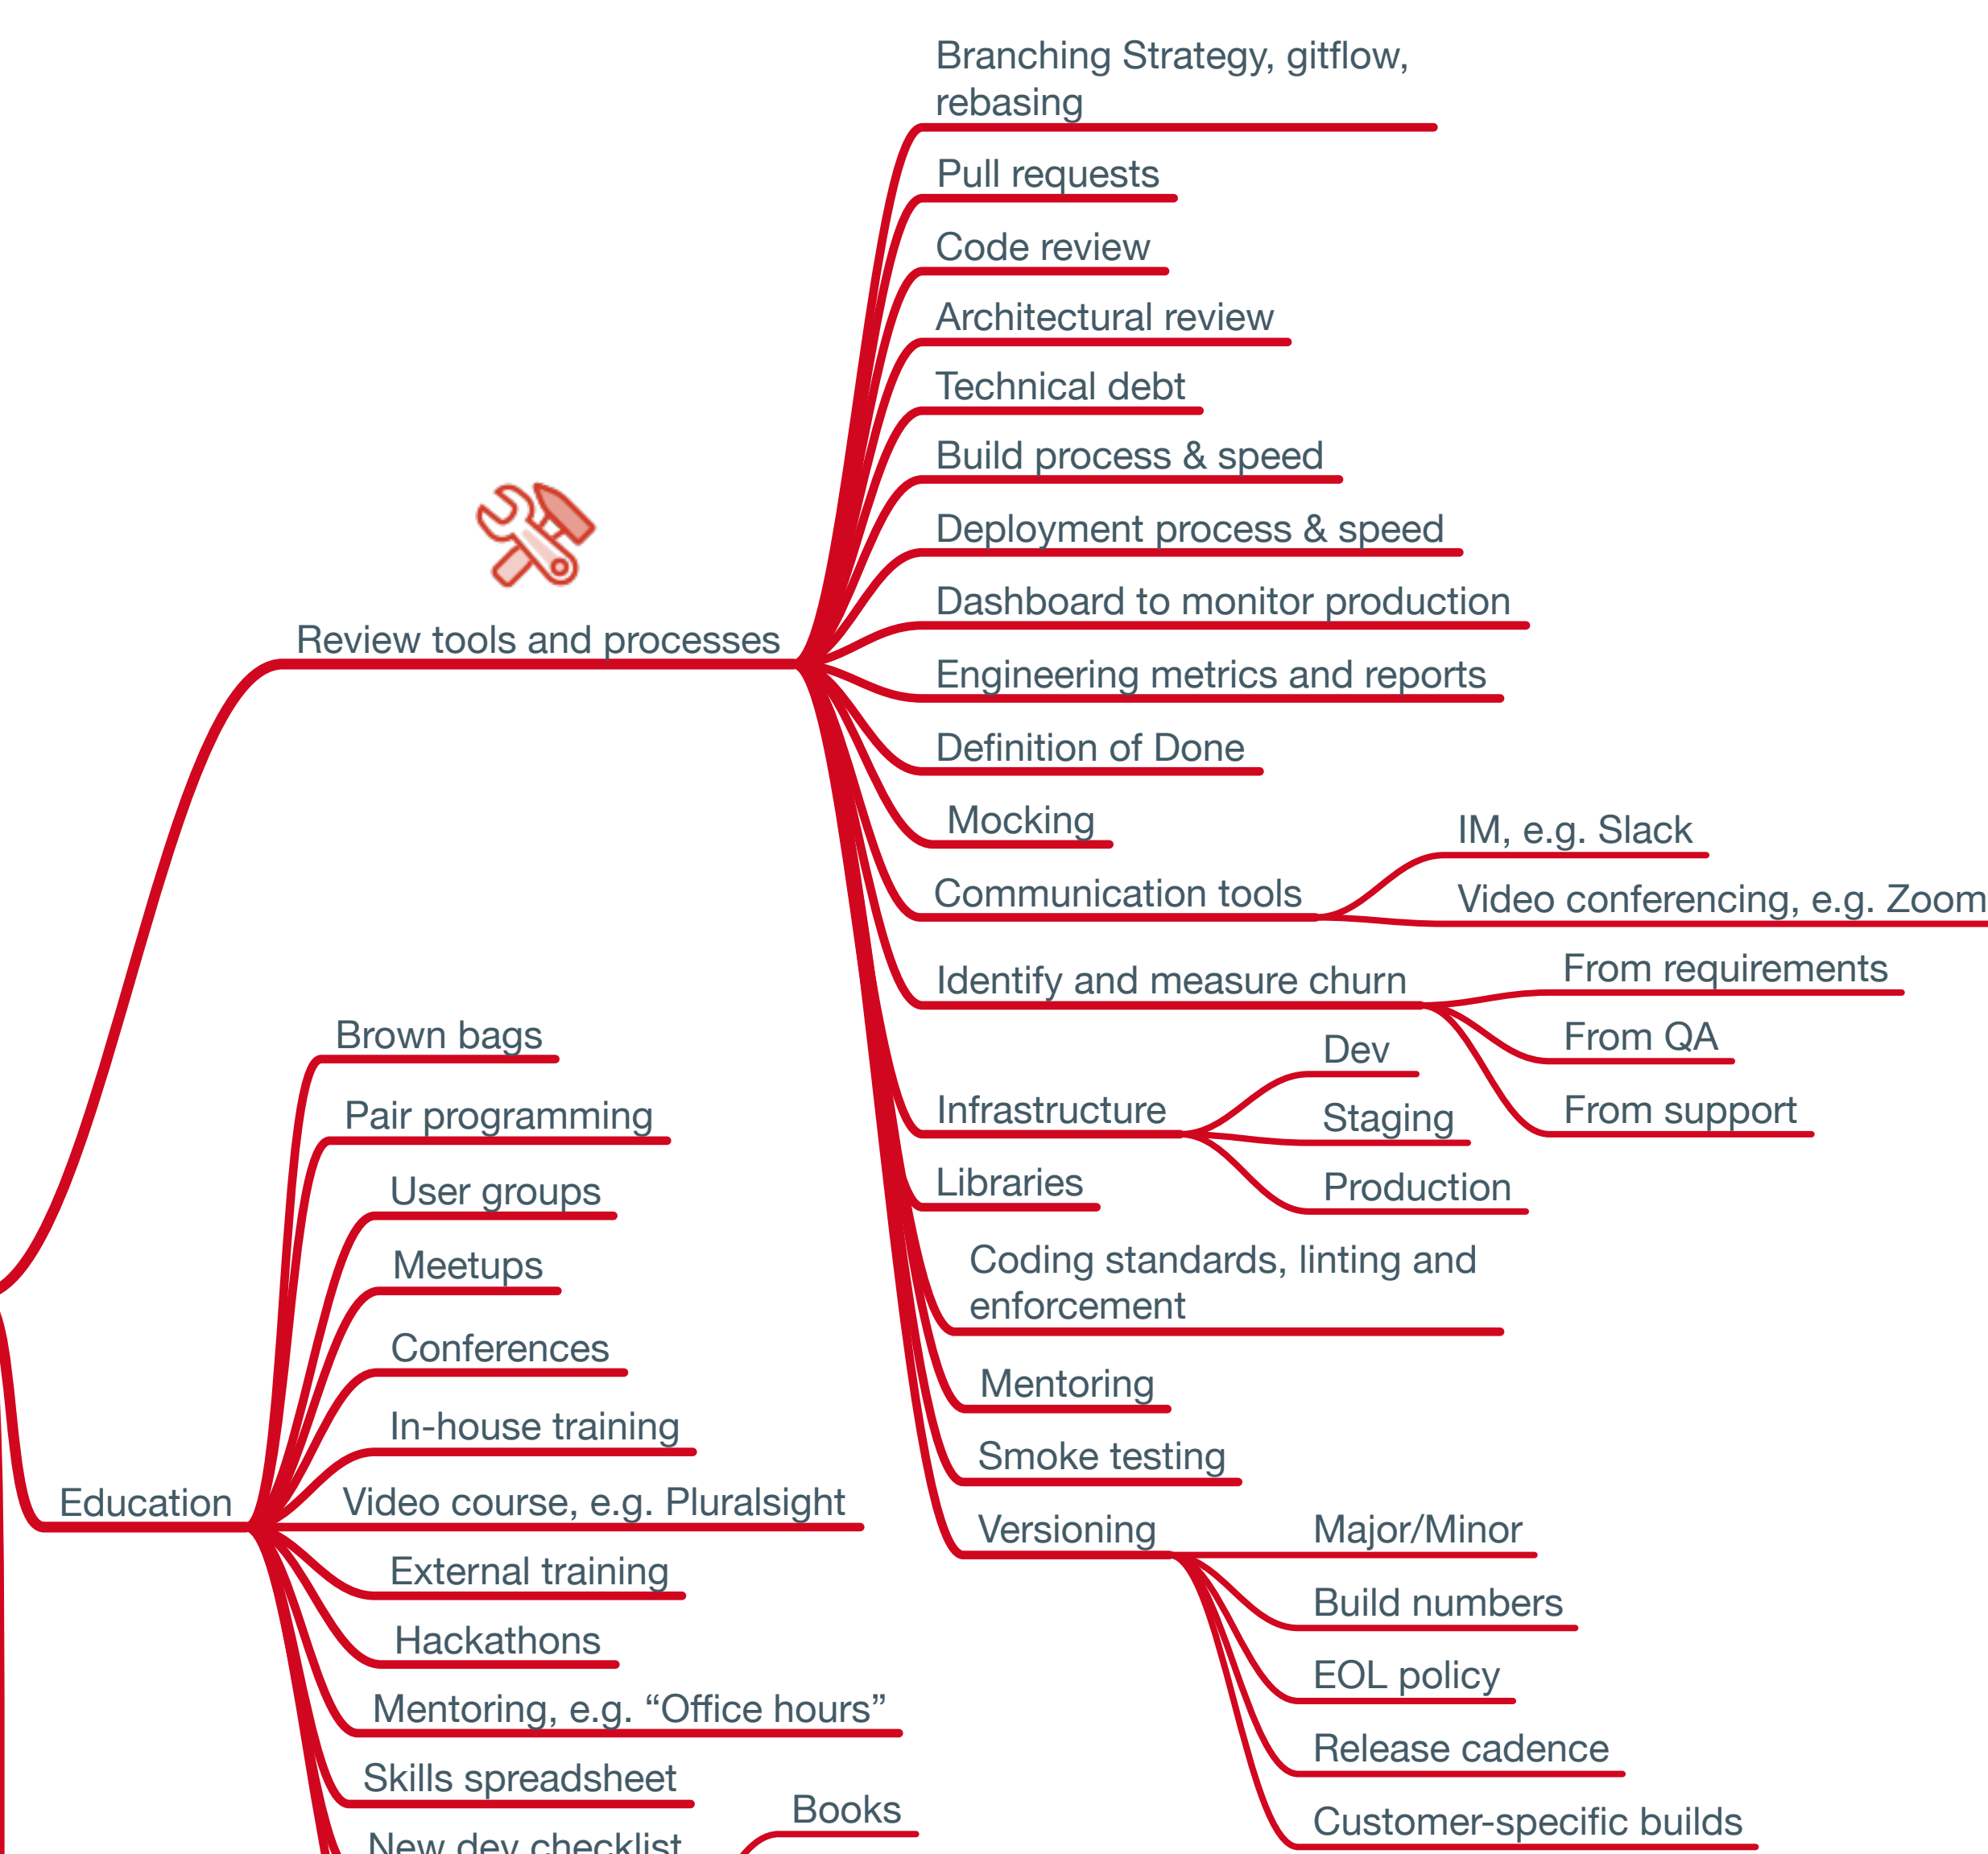 Branching Strategy, gitflow,
rebasing
Pull requests
Code review
Architectural review
Technical debt
Build process & speed
Deployment process & speed
Dashboard to monitor production
Review tools and processes
Engineering metrics and reports
Definition of Done
Mocking
Communication tools
IM, e.g. Slack
Video conferencing, e.g. Zoom
Identify and measure churn
From requirements
From QA
From support
Infrastructure
Dev
Staging
Production
Libraries
Coding standards, linting and
enforcement
Mentoring
Smoke testing
Versioning
Major/Minor
Build numbers
EOL policy
Release cadence
Customer-specific builds
Education
Brown bags
Pair programming
User groups
Meetups
Conferences
In-house training
Video course, e.g. Pluralsight
External training
Hackathons
Mentoring, e.g. “Office hours”
Skills spreadsheet
New dev checklist
Books